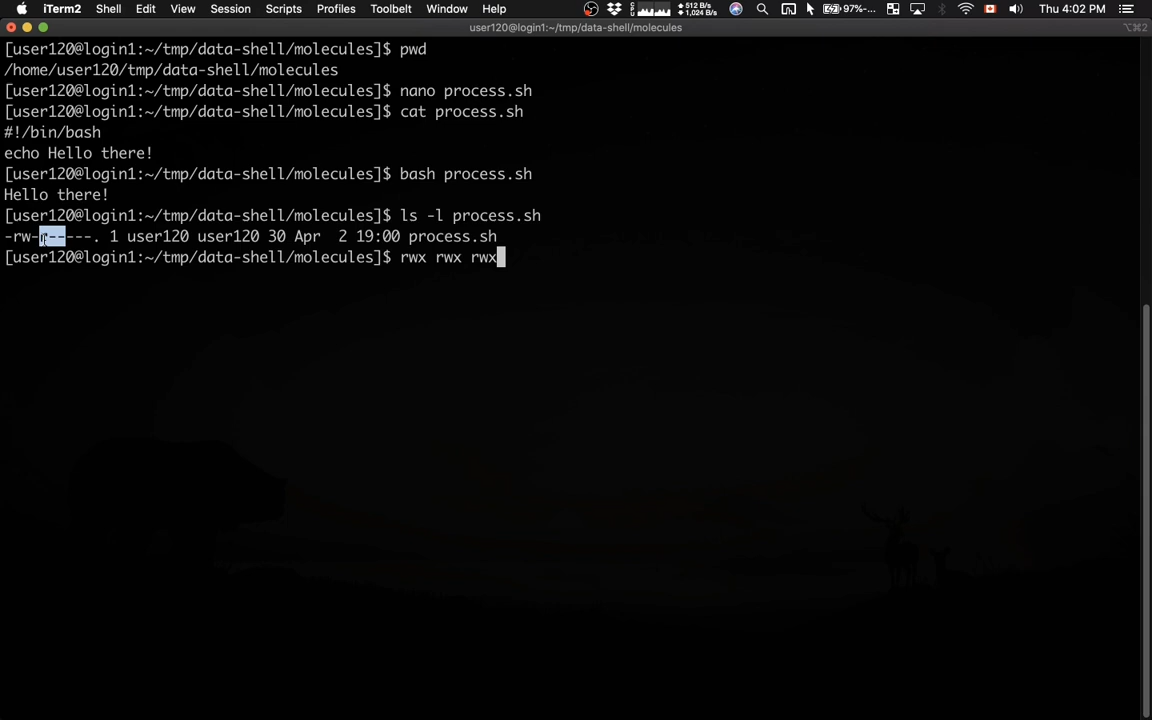 iTerm2 Shell Edit View Session Scripts Profiles Toolbelt Window Help 512 B/s 1,024 B/s 97%... Thu 4:02 PM
user120@login1:~/tmp/data-shell/molecules ⌥⌘2
[user120@login1:~/tmp/data-shell/molecules]$ pwd
/home/user120/tmp/data-shell/molecules
[user120@login1:~/tmp/data-shell/molecules]$ nano process.sh
[user120@login1:~/tmp/data-shell/molecules]$ cat process.sh
#!/bin/bash
echo Hello there!
[user120@login1:~/tmp/data-shell/molecules]$ bash process.sh
Hello there!
[user120@login1:~/tmp/data-shell/molecules]$ ls -l process.sh
-rw-r-----. 1 user120 user120 30 Apr  2 19:00 process.sh
[user120@login1:~/tmp/data-shell/molecules]$ rwx rwx rwx